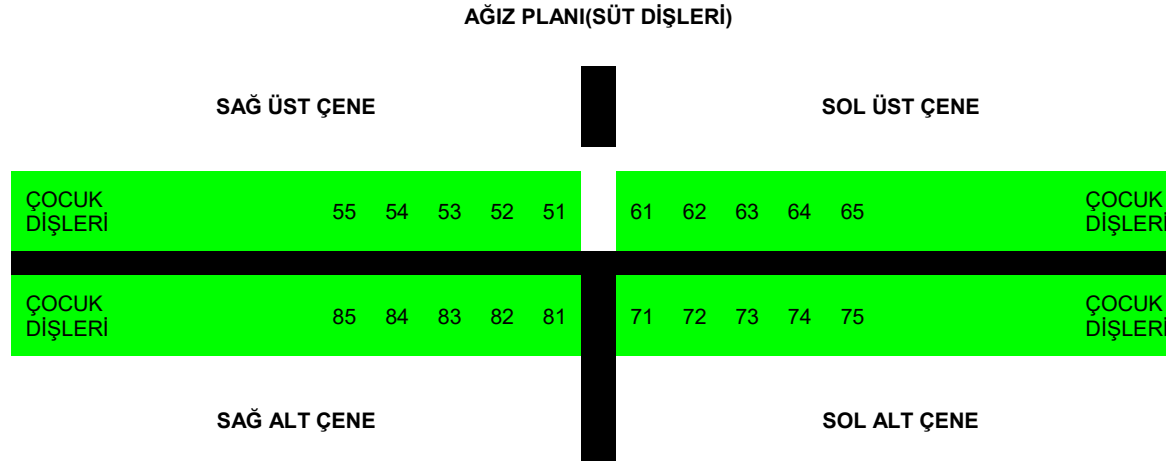 AĞIZ PLANI(SÜT DİŞLERİ)
SAĞ ÜST ÇENE
SOL ÜST ÇENE
ÇOCUK
DİŞLERİ
55 54 53 52 51
61 62 63 64 65
ÇOCUK
DİŞLERİ
ÇOCUK
DİŞLERİ
85 84 83 82 81
71 72 73 74 75
ÇOCUK
DİŞLERİ
SAĞ ALT ÇENE
SOL ALT ÇENE